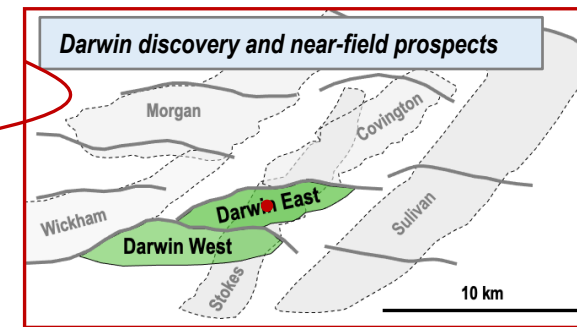 Darwin discovery and near-field prospects
Morgan
Covington
Darwin East
Sulivan
Wickham
Darwin West
Stokes
10 km